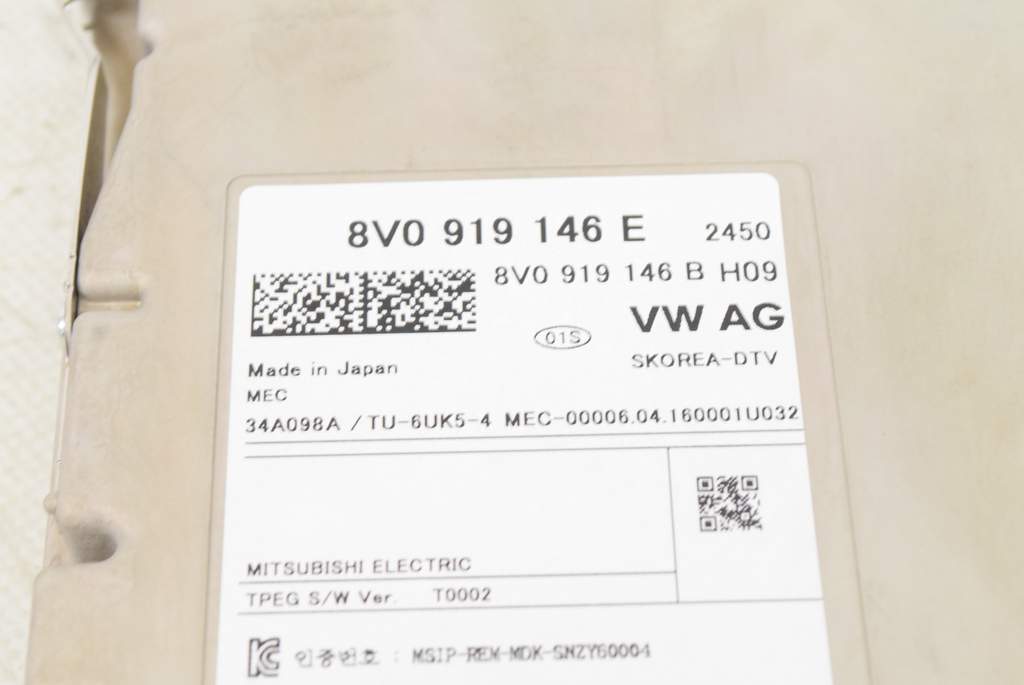 8V0 919 146 E 2450
8V0 919 146 B H09
VW AG
01S
SKOREA-DTV
Made in Japan
MEC
34A098A / TU-6UK5-4 MEC-00006.04.160001U032
MITSUBISHI ELECTRIC
TPEG S/W Ver. T0002
인증번호 : MSIP-REM-MDK-SNZY60004